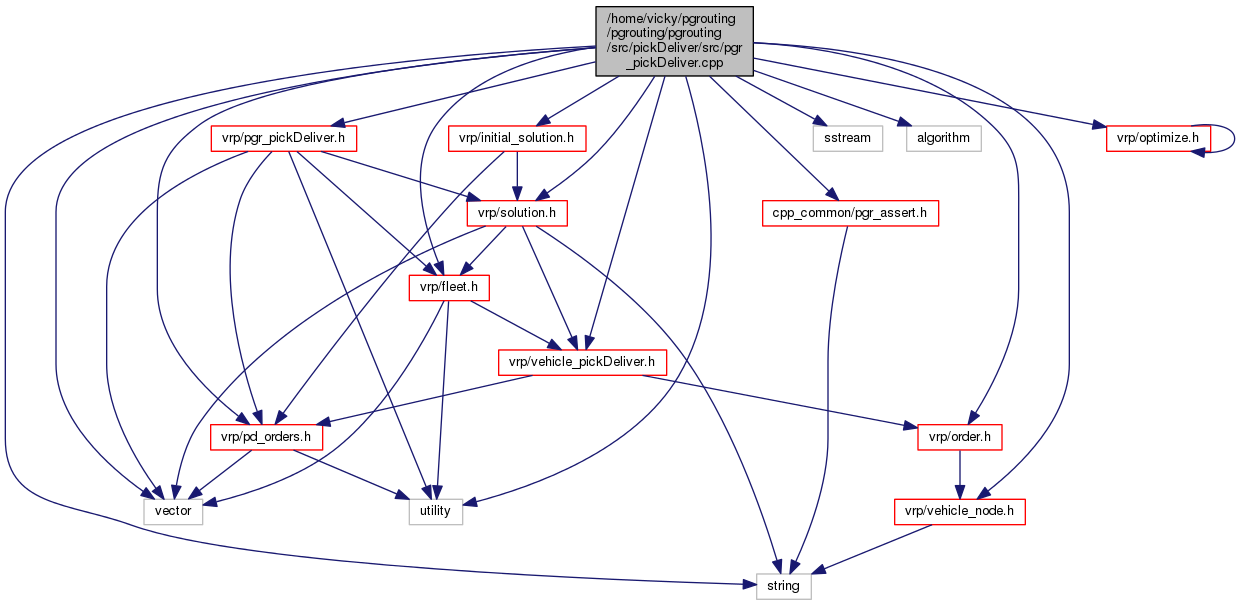 /home/vicky/pgrouting
/pgrouting/pgrouting
/src/pickDeliver/src/pgr
_pickDeliver.cpp
vrp/pgr_pickDeliver.h
vrp/initial_solution.h
sstream
algorithm
vrp/optimize.h
vrp/solution.h
cpp_common/pgr_assert.h
vrp/fleet.h
vrp/vehicle_pickDeliver.h
vrp/pd_orders.h
vrp/order.h
vector
utility
vrp/vehicle_node.h
string